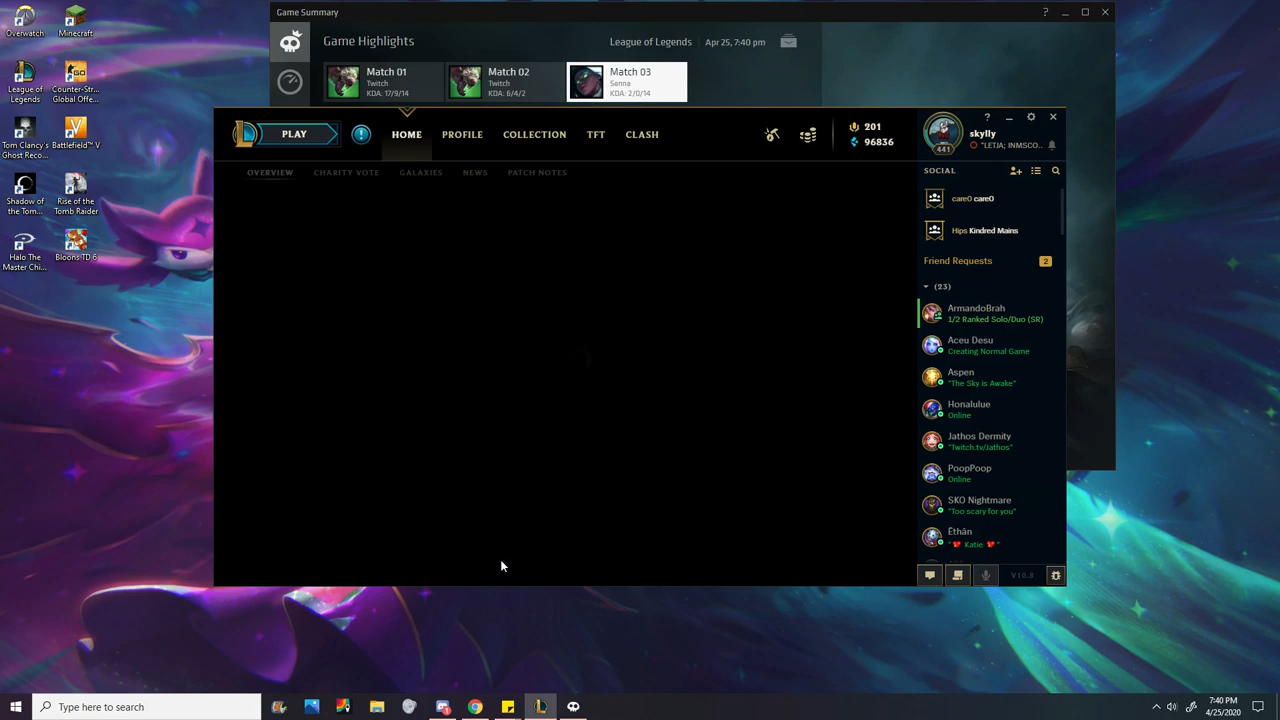 Game Summary
?
Game Highlights
League of Legends
Apr 25, 7:40 pm
Match 01
Twitch
KDA: 17/9/14
Match 02
Twitch
KDA: 6/4/2
Match 03
Senna
KDA: 2/0/14
Overwatch
Minecraft
League of
Legends
Counter-Str...
Global Offe...
Tom Clancy's
Ghost Reco...
Battlefield™ V
Shadow of
the Tom...
Rise of the
Tomb Raider
Halo The
Master Chi...
Bloons TD 6
PLAY
HOME
PROFILE
COLLECTION
TFT
CLASH
201
96836
?
441
skylly
"LETJA; INMSCO..
OVERVIEW
CHARITY VOTE
GALAXIES
NEWS
PATCH NOTES
SOCIAL
care0 care0
Hips Kindred Mains
Friend Requests
2
(23)
ArmandoBrah
1/2 Ranked Solo/Duo (SR)
Aceu Desu
Creating Normal Game
Aspen
"The Sky is Awake"
Honalulue
Online
Jathos Dermity
"Twitch.tv/Jathos"
PoopPoop
Online
SKO Nightmare
"Too scary for you"
Ëthân
"💔 Katie 💔"
V10.8
Type here to search
7:40 PM
4/25/2020